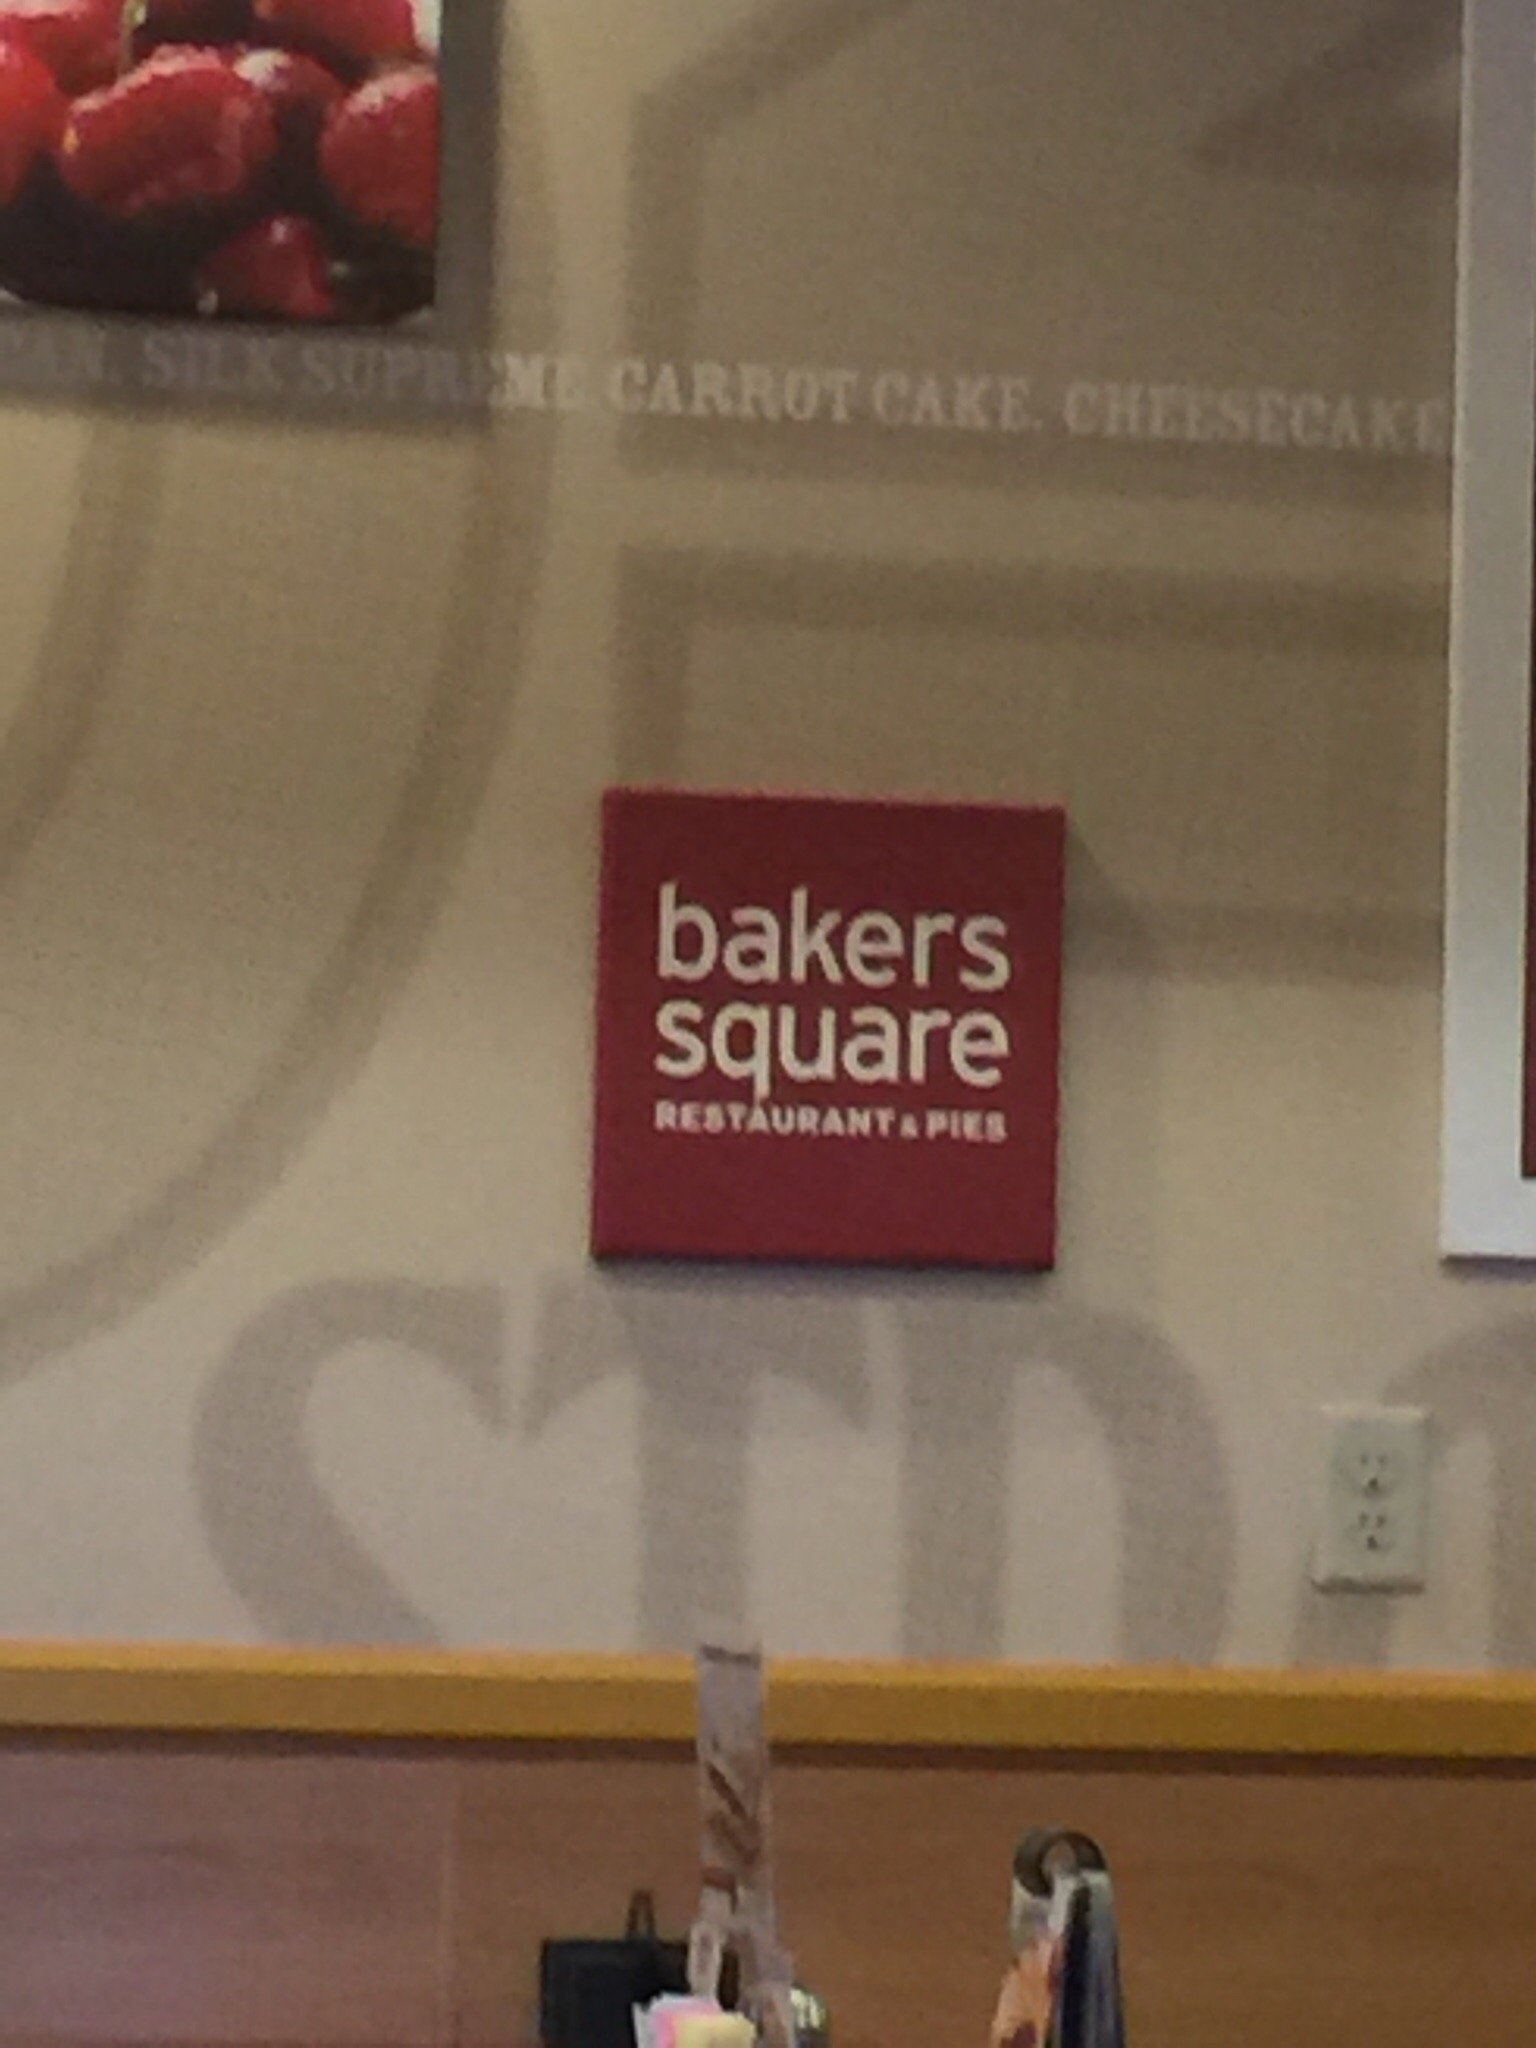 SILK SUPREME CARROT CAKE. CHEESECAKE
bakers
square
RESTAURANT & PIES